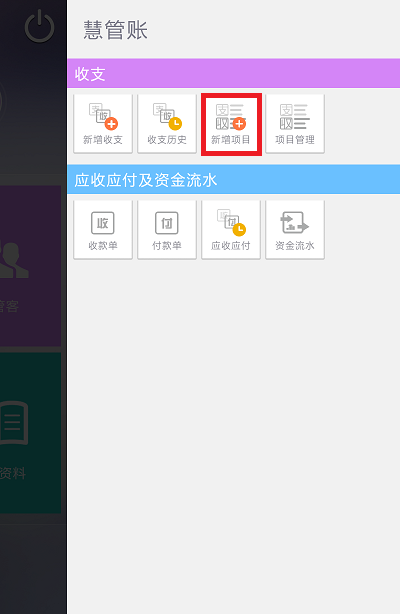 慧管账
收支
新增收支
收支历史
新增项目
项目管理
应收应付及资金流水
收款单
付款单
应收应付
资金流水
管客
资料